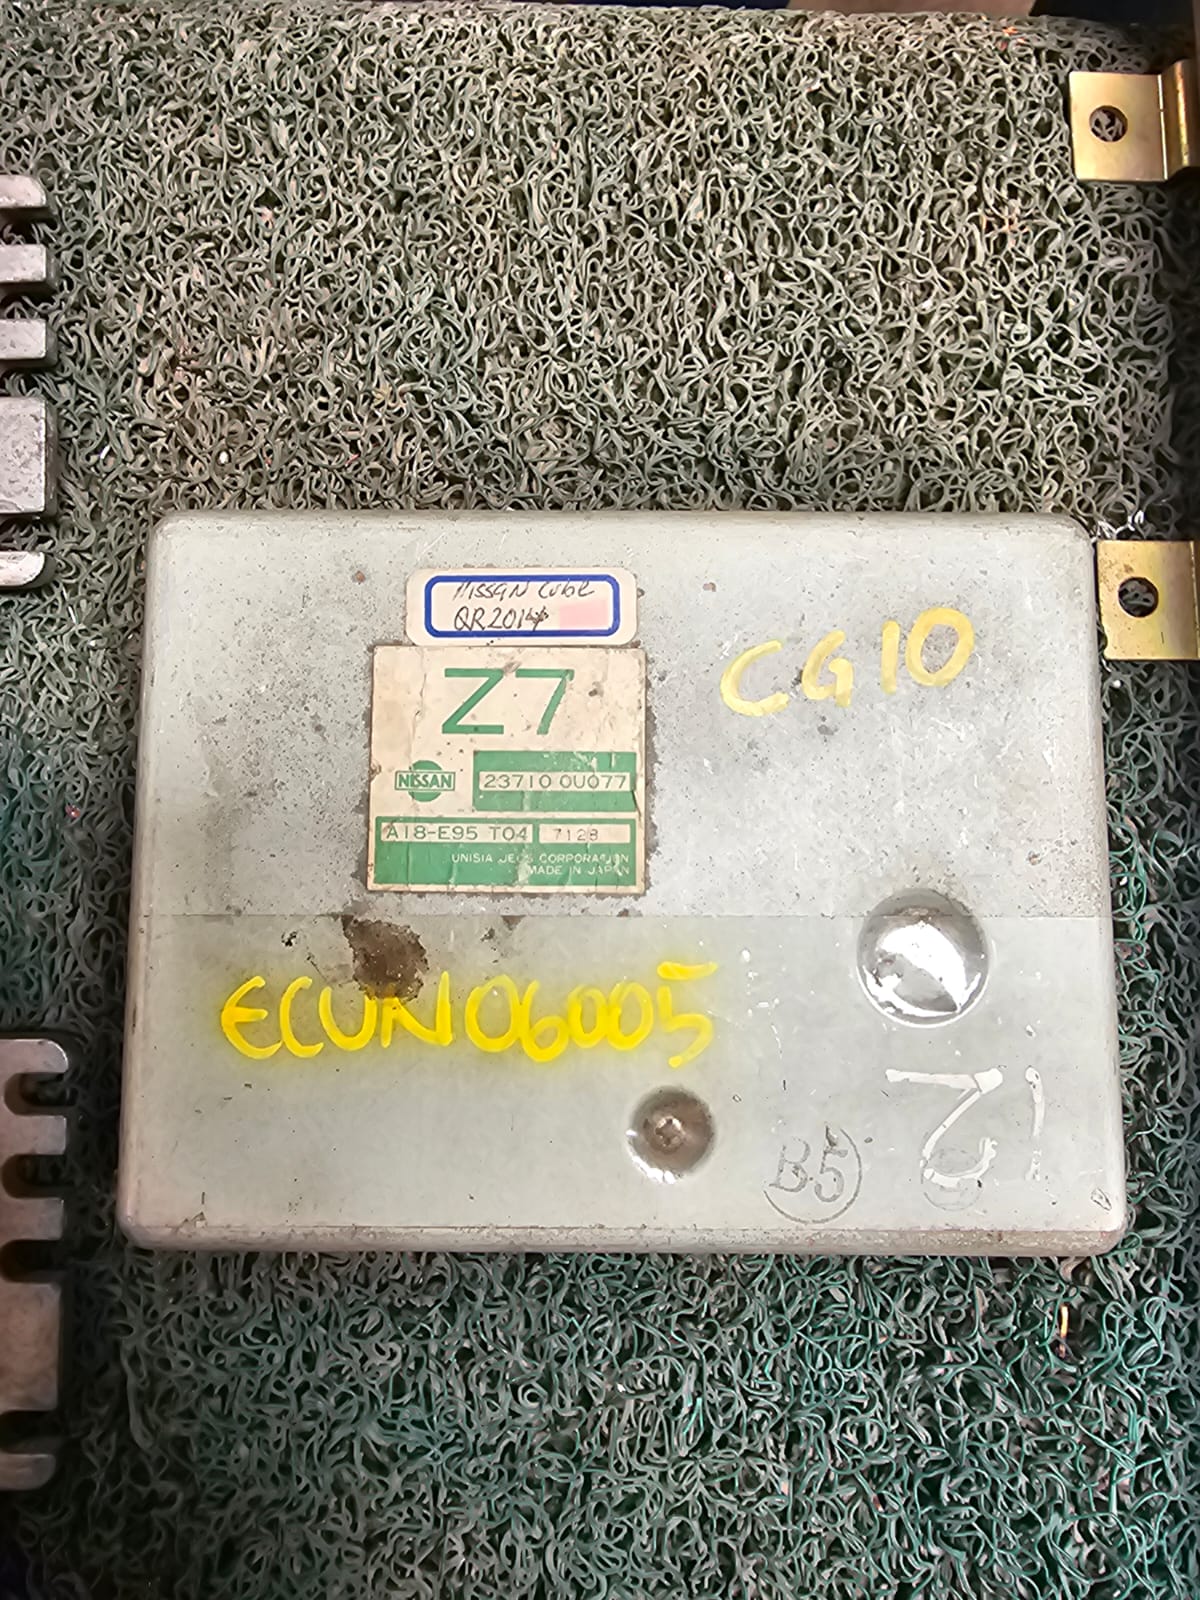 NISSAN CUBE
QR2014
Z7
CG10
NISSAN
23710 0U077
A18-E95 T04
7128
UNISIA JECS CORPORATION
MADE IN JAPAN
ECUN06005
B5